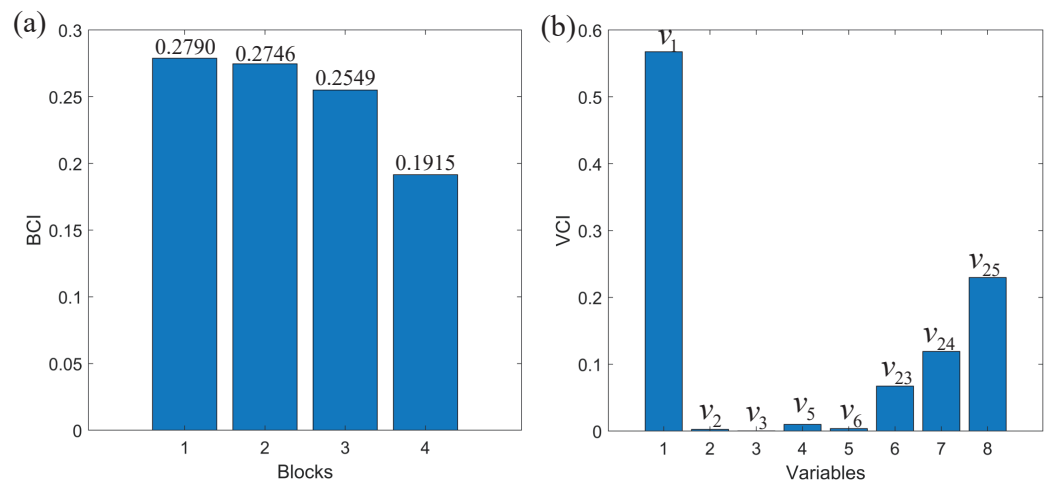 (a)
0.3
0.25
0.2
0.15
0.1
0.05
0
BCI
0.2790
0.2746
0.2549
0.1915
1 2 3 4
Blocks
(b)
0.6
0.5
0.4
0.3
0.2
0.1
0
VCI
v1
v2
v3
v5
v6
v23
v24
v25
1 2 3 4 5 6 7 8
Variables